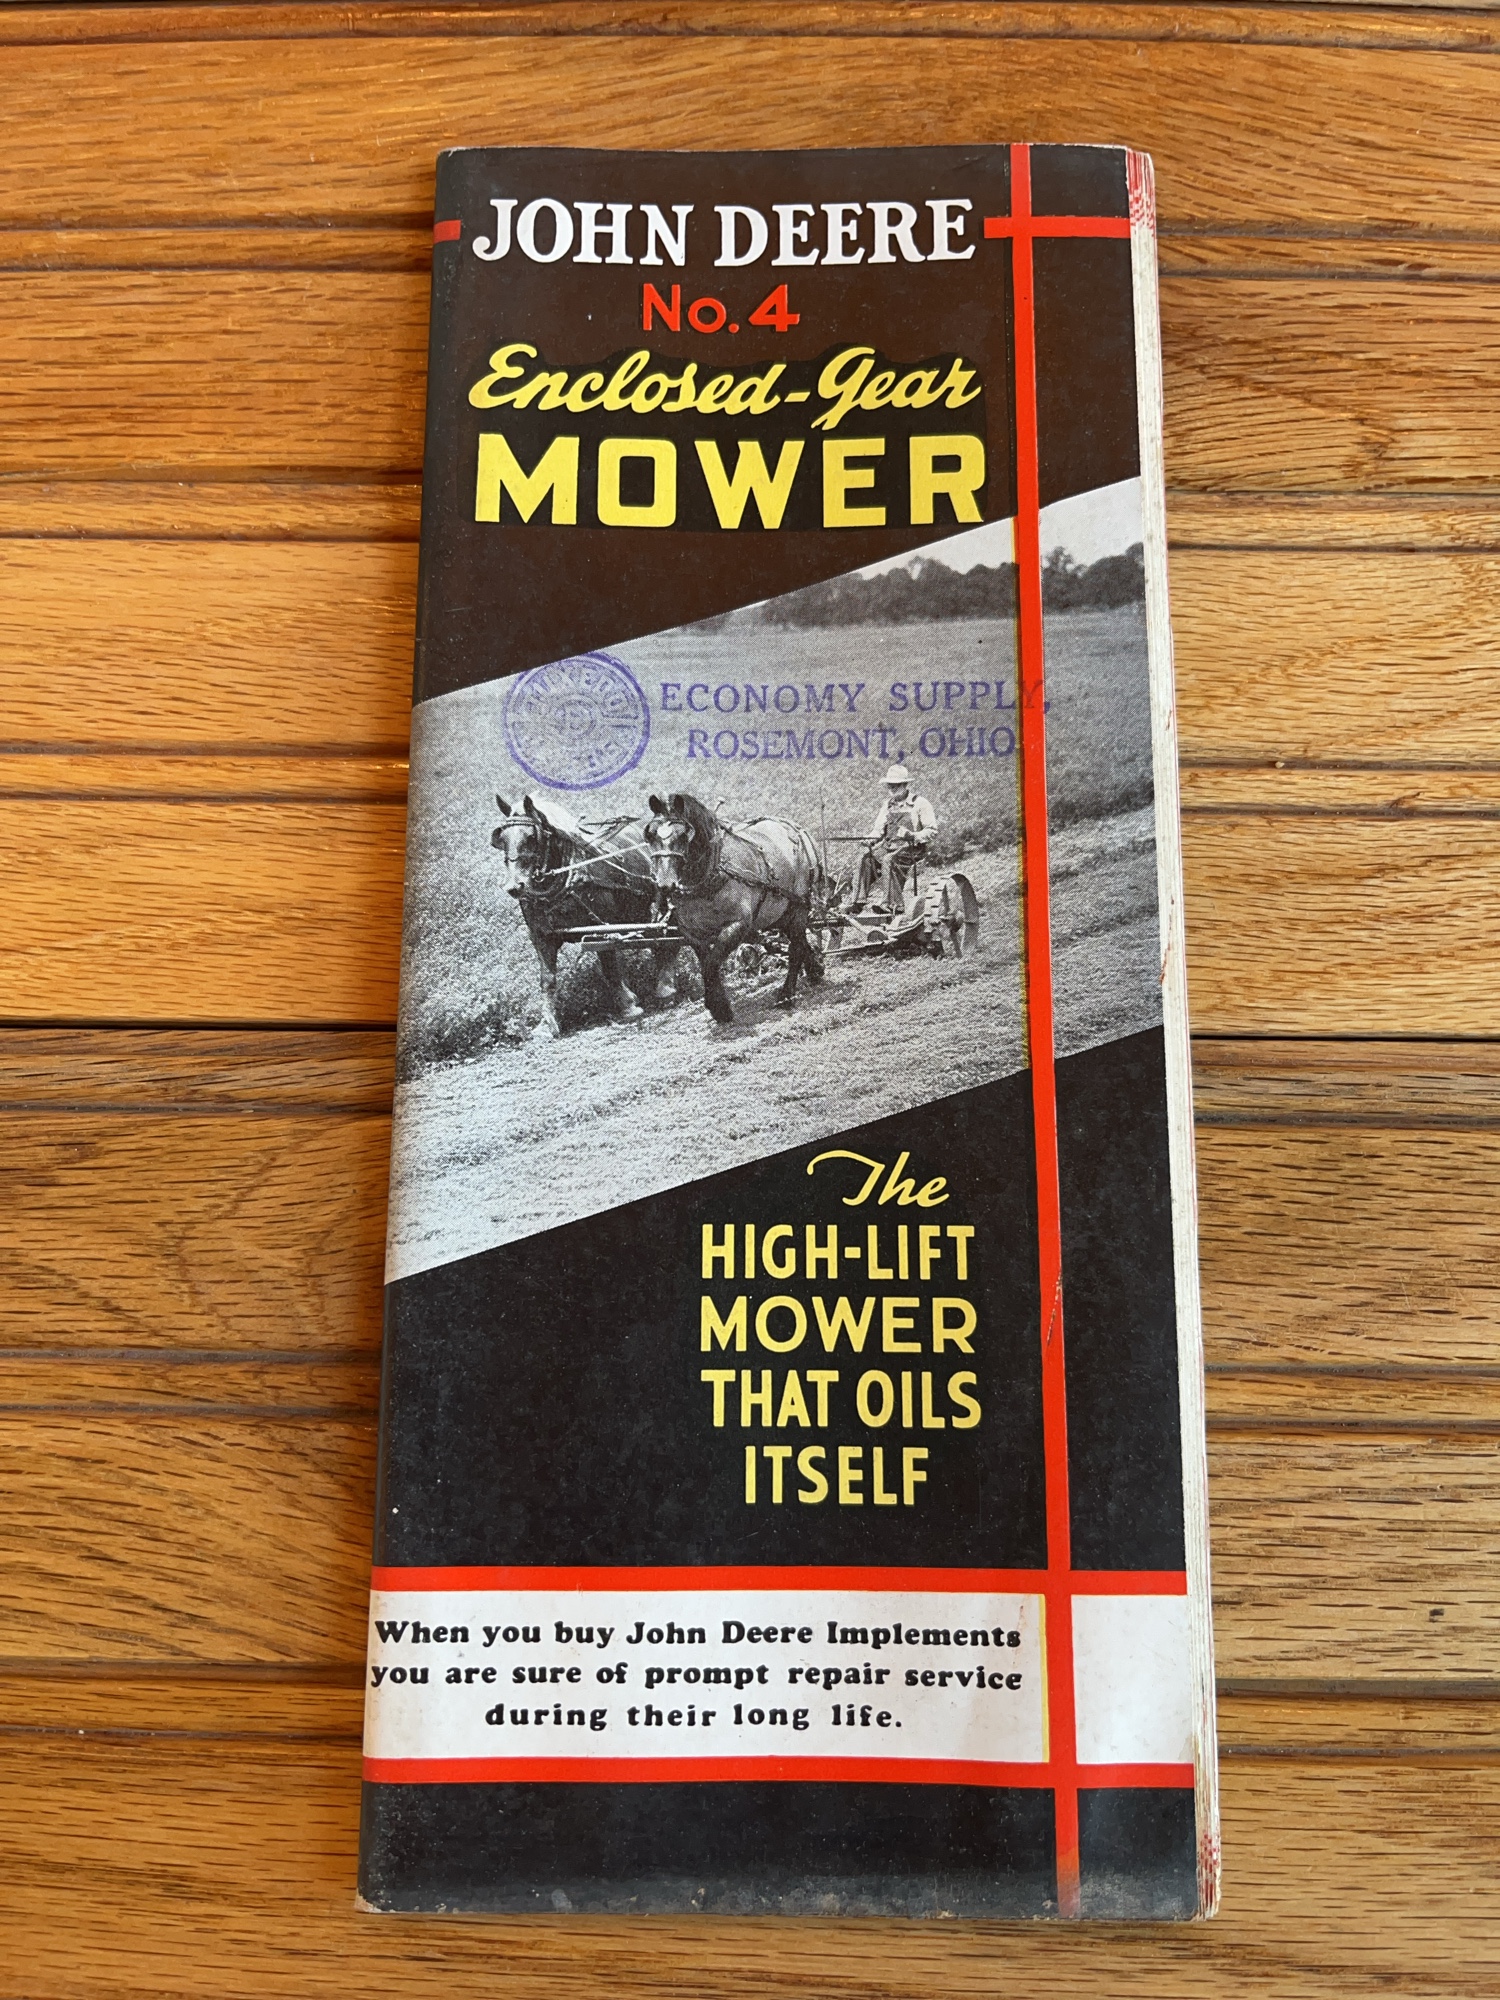 JOHN DEERE
No. 4
Enclosed-Gear
MOWER
ECONOMY SUPPLY,
ROSEMONT, OHIO
The
HIGH-LIFT
MOWER
THAT OILS
ITSELF
When you buy John Deere Implements
you are sure of prompt repair service
during their long life.